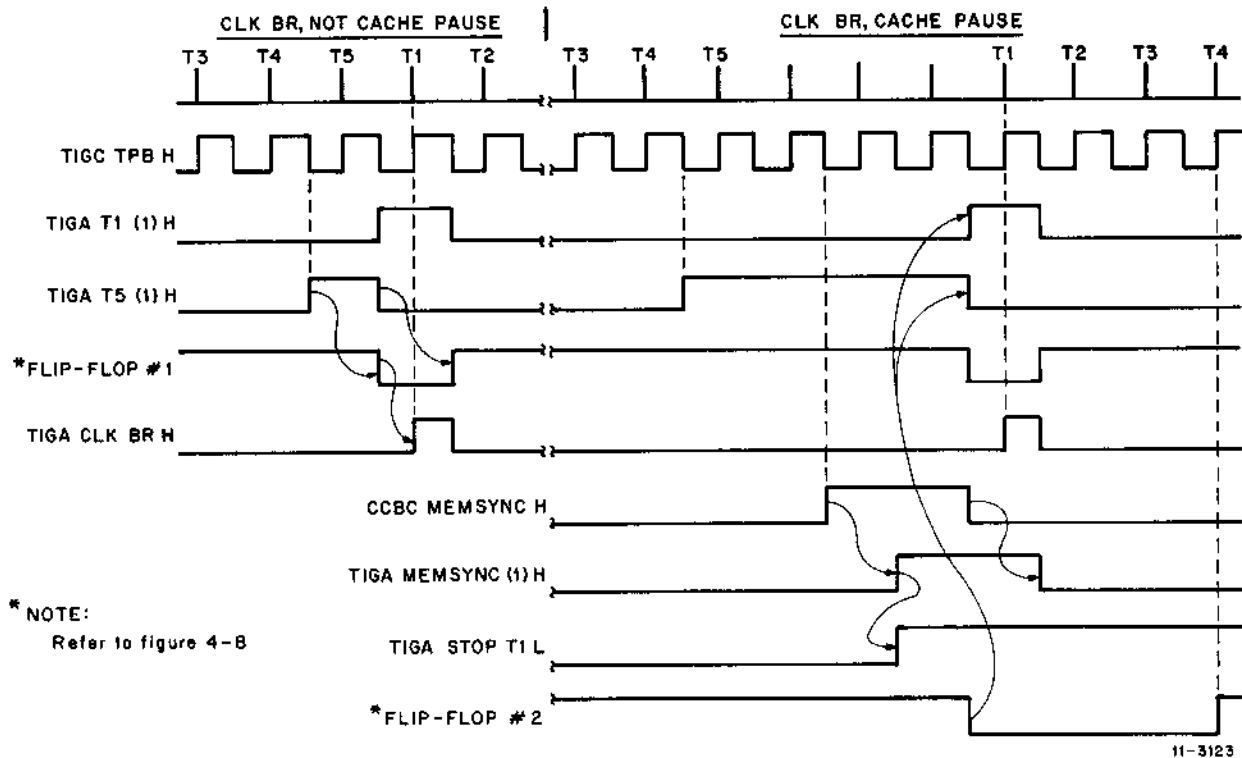 CLK BR, NOT CACHE PAUSE
CLK BR, CACHE PAUSE
T3 T4 T5 T1 T2 T3 T4 T5 T1 T2 T3 T4
TIGC TPB H
TIGA T1 (1) H
TIGA T5 (1) H
*FLIP-FLOP #1
TIGA CLK BR H
CCBC MEMSYNC H
TIGA MEMSYNC (1) H
*NOTE:
Refer to figure 4-8
TIGA STOP T1 L
*FLIP-FLOP #2
11-3123